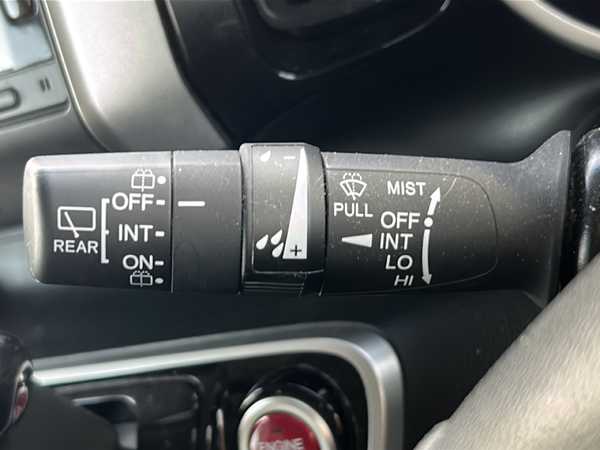 REAR
OFF
INT
ON
-
+
PULL
MIST
OFF
INT
LO
HI
ENGINE